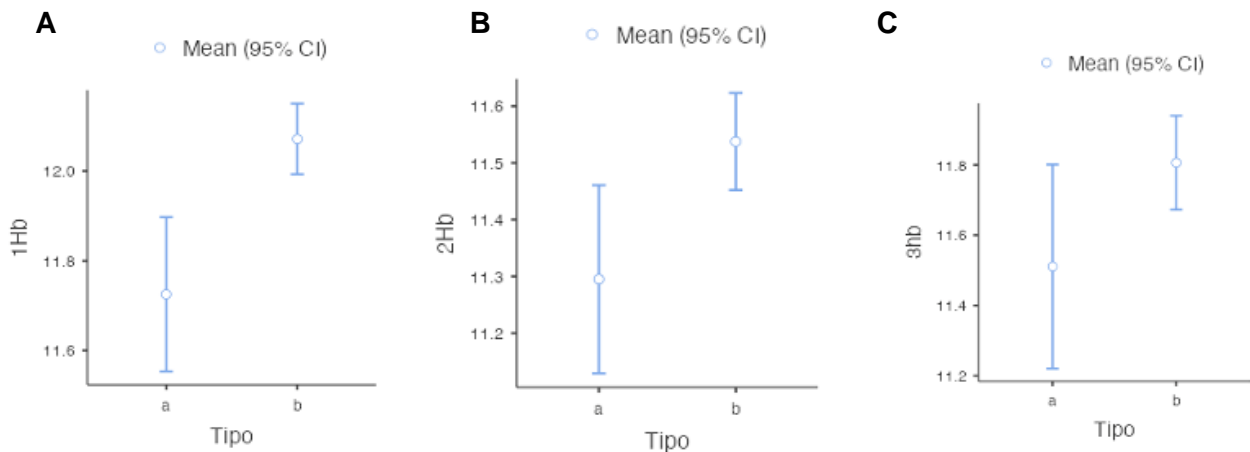 A
Mean (95% CI)
12.0
11.8
11.6
1Hb
a
b
Tipo
B
Mean (95% CI)
11.6
11.5
11.4
11.3
11.2
2Hb
a
b
Tipo
C
Mean (95% CI)
11.8
11.6
11.4
11.2
3hb
a
b
Tipo